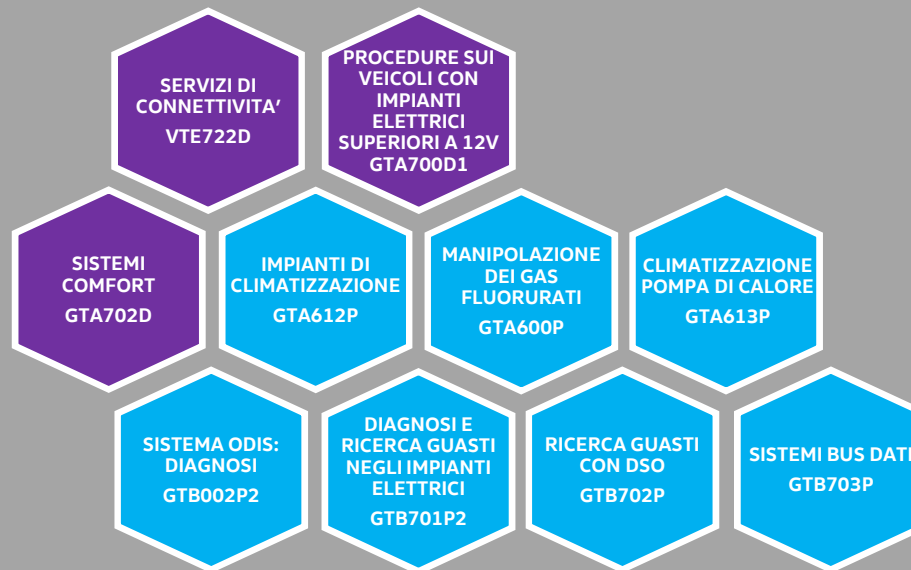 SERVIZI DI
CONNETTIVITA’
VTE722D
PROCEDURE SUI
VEICOLI CON
IMPIANTI
ELETTRICI
SUPERIORI A 12V
GTA700D1
SISTEMI
COMFORT
GTA702D
IMPIANTI DI
CLIMATIZZAZIONE
GTA612P
MANIPOLAZIONE
DEI GAS
FLUORURATI
GTA600P
CLIMATIZZAZIONE
POMPA DI CALORE
GTA613P
SISTEMA ODIS:
DIAGNOSI
GTB002P2
DIAGNOSI E
RICERCA GUASTI
NEGLI IMPIANTI
ELETTRICI
GTB701P2
RICERCA GUASTI
CON DSO
GTB702P
SISTEMI BUS DATI
GTB703P